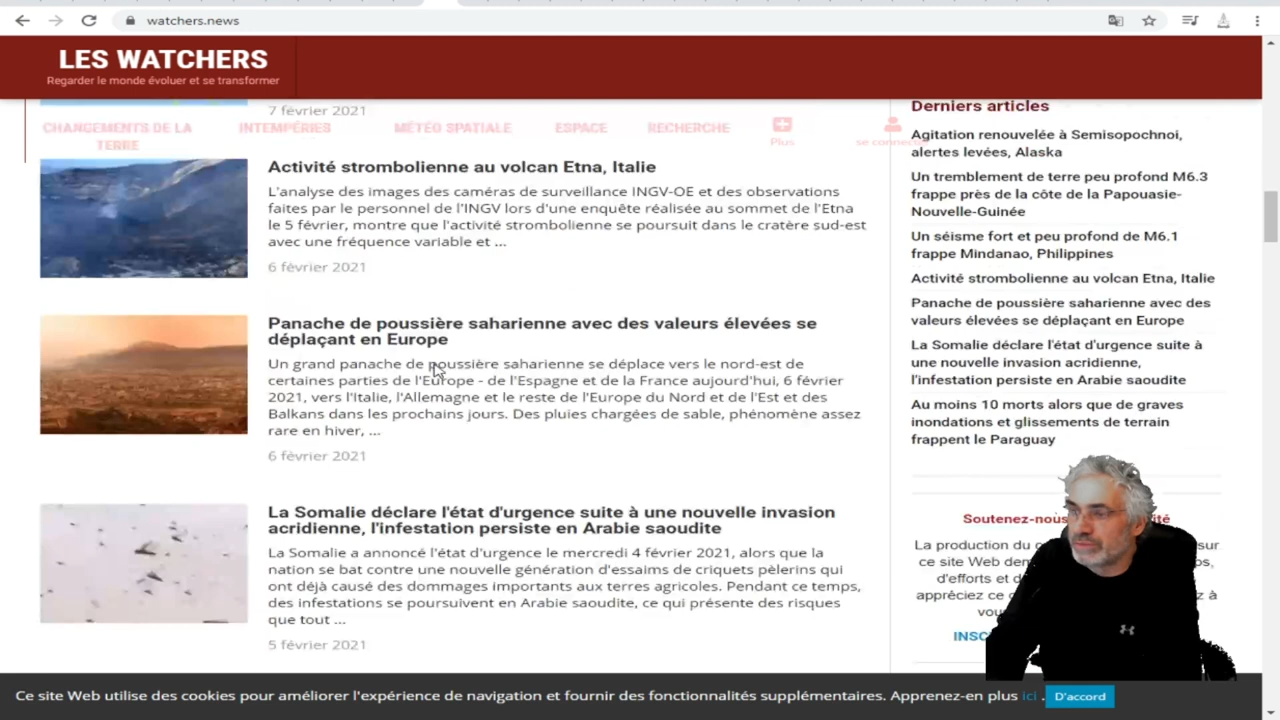 watchers.news
LES WATCHERS
Regarder le monde évoluer et se transformer
7 février 2021
CHANGEMENTS DE LA
TERRE
INTEMPÉRIES
MÉTÉO SPATIALE
ESPACE
RECHERCHE
Plus
se connecter
Activité strombolienne au volcan Etna, Italie
L'analyse des images des caméras de surveillance INGV-OE et des observations
faites par le personnel de l'INGV lors d'une enquête réalisée au sommet de l'Etna
le 5 février, montre que l'activité strombolienne se poursuit dans le cratère sud-est
avec une fréquence variable et ...
6 février 2021
Panache de poussière saharienne avec des valeurs élevées se
déplaçant en Europe
Un grand panache de poussière saharienne se déplace vers le nord-est de
certaines parties de l'Europe - de l'Espagne et de la France aujourd'hui, 6 février
2021, vers l'Italie, l'Allemagne et le reste de l'Europe du Nord et de l'Est et des
Balkans dans les prochains jours. Des pluies chargées de sable, phénomène assez
rare en hiver, ...
6 février 2021
La Somalie déclare l'état d'urgence suite à une nouvelle invasion
acridienne, l'infestation persiste en Arabie saoudite
La Somalie a annoncé l'état d'urgence le mercredi 4 février 2021, alors que la
nation se bat contre une nouvelle génération d'essaims de criquets pèlerins qui
ont déjà causé des dommages importants aux terres agricoles. Pendant ce temps,
des infestations se poursuivent en Arabie saoudite, ce qui présente des risques
que tout ...
5 février 2021
Derniers articles
Agitation renouvelée à Semisopochnoi,
alertes levées, Alaska
Un tremblement de terre peu profond M6.3
frappe près de la côte de la Papouasie-
Nouvelle-Guinée
Un séisme fort et peu profond de M6.1
frappe Mindanao, Philippines
Activité strombolienne au volcan Etna, Italie
Panache de poussière saharienne avec des
valeurs élevées se déplaçant en Europe
La Somalie déclare l'état d'urgence suite à
une nouvelle invasion acridienne,
l'infestation persiste en Arabie saoudite
Au moins 10 morts alors que de graves
inondations et glissements de terrain
frappent le Paraguay
Soutenez-nous
La production du sur
ce site Web
d'efforts et
appréciez ce à
Ce site Web utilise des cookies pour améliorer l'expérience de navigation et fournir des fonctionnalités supplémentaires. Apprenez-en plus ici . D'accord